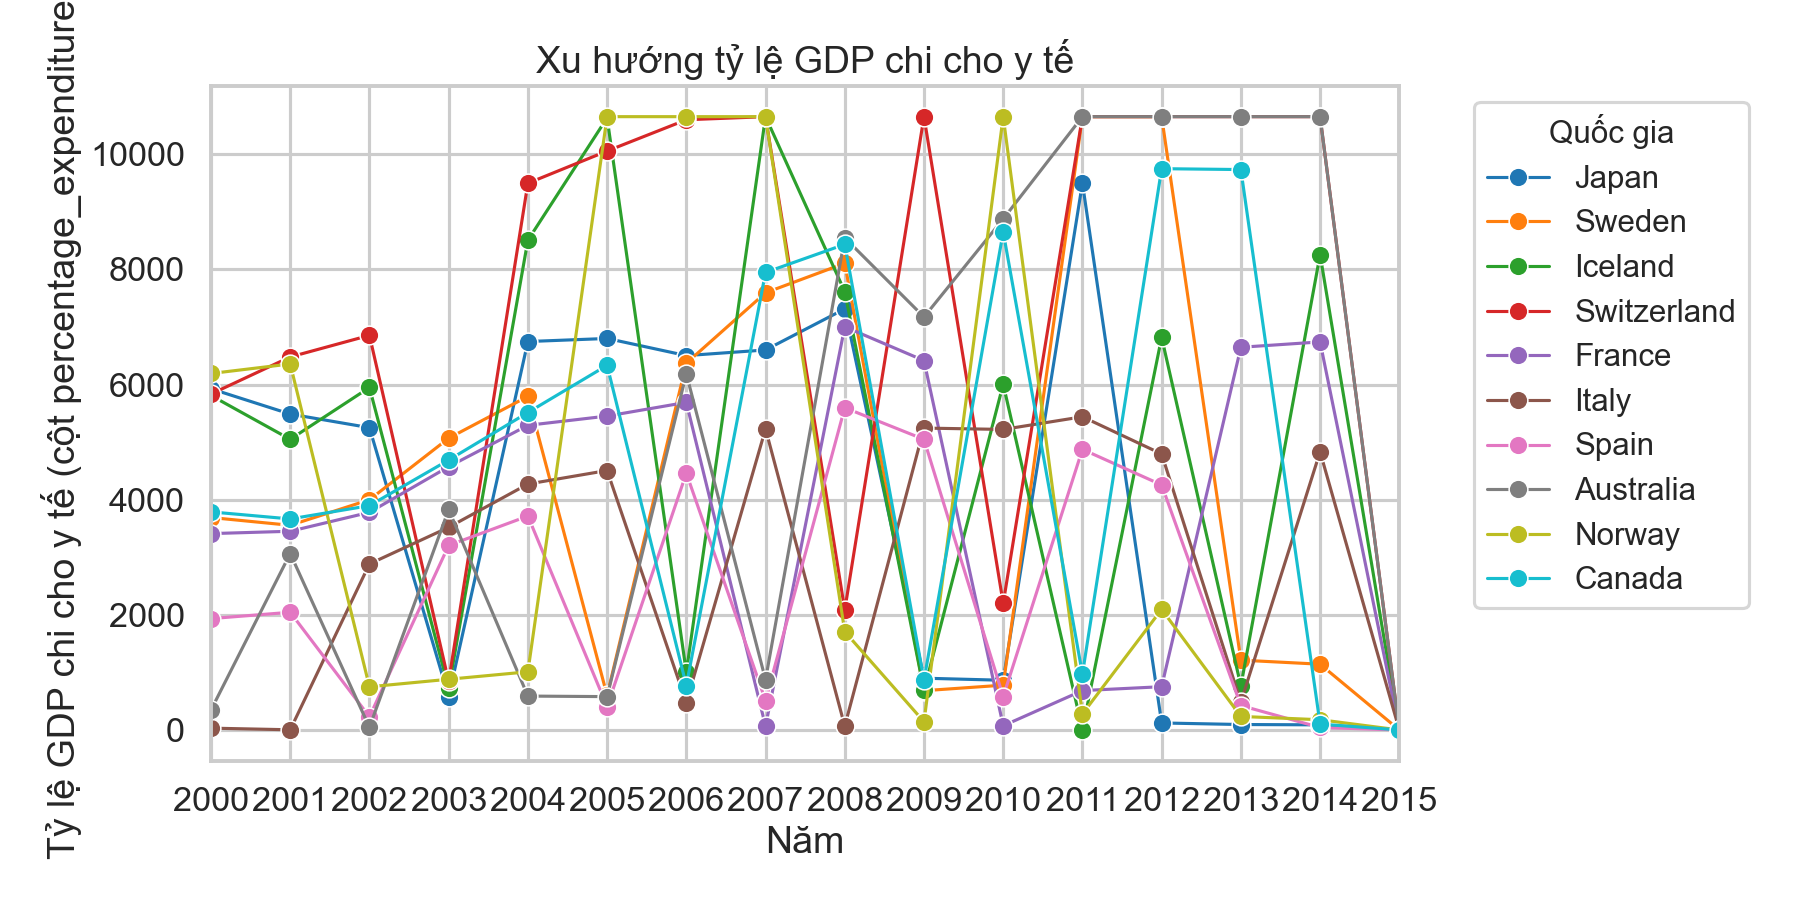 Xu hướng tỷ lệ GDP chi cho y tế
Tỷ lệ GDP chi cho y tế (cột percentage_expenditure
10000
8000
6000
4000
2000
0
2000 2001 2002 2003 2004 2005 2006 2007 2008 2009 2010 2011 2012 2013 2014 2015
Năm
Quốc gia
Japan
Sweden
Iceland
Switzerland
France
Italy
Spain
Australia
Norway
Canada